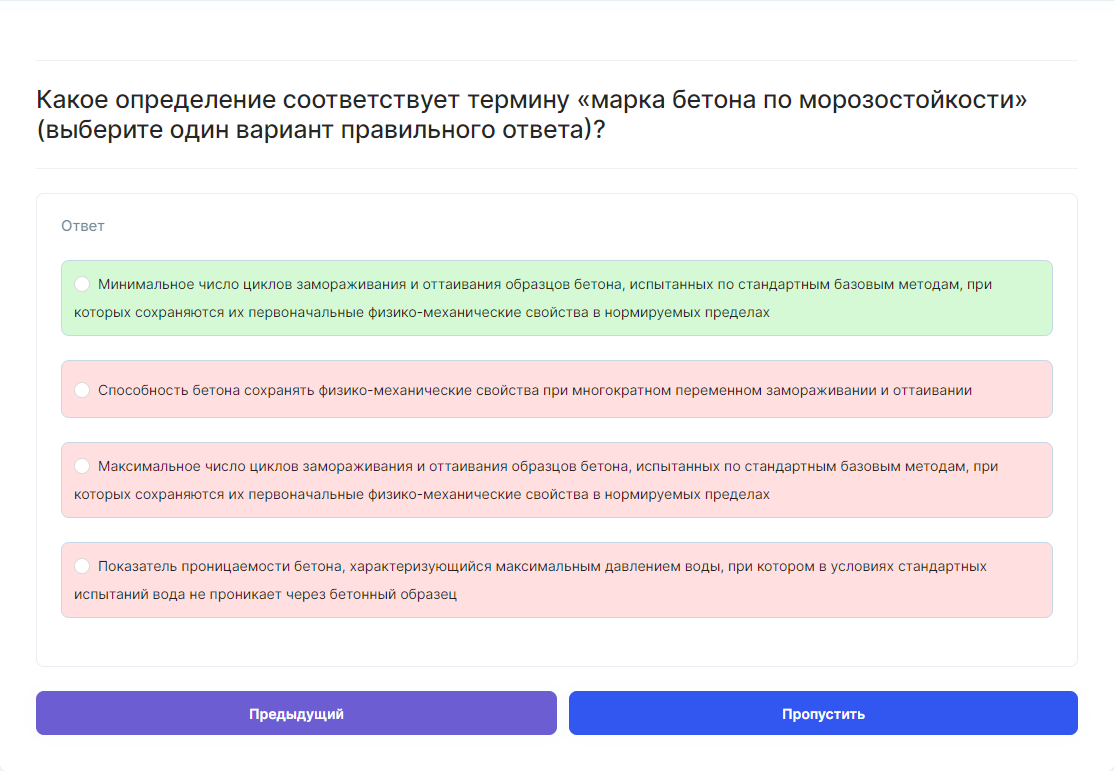 Какое определение соответствует термину «марка бетона по морозостойкости»
(выберите один вариант правильного ответа)?
Ответ
Минимальное число циклов замораживания и оттаивания образцов бетона, испытанных по стандартным базовым методам, при
которых сохраняются их первоначальные физико-механические свойства в нормируемых пределах
Способность бетона сохранять физико-механические свойства при многократном переменном замораживании и оттаивании
Максимальное число циклов замораживания и оттаивания образцов бетона, испытанных по стандартным базовым методам, при
которых сохраняются их первоначальные физико-механические свойства в нормируемых пределах
Показатель проницаемости бетона, характеризующийся максимальным давлением воды, при котором в условиях стандартных
испытаний вода не проникает через бетонный образец
Предыдущий
Пропустить